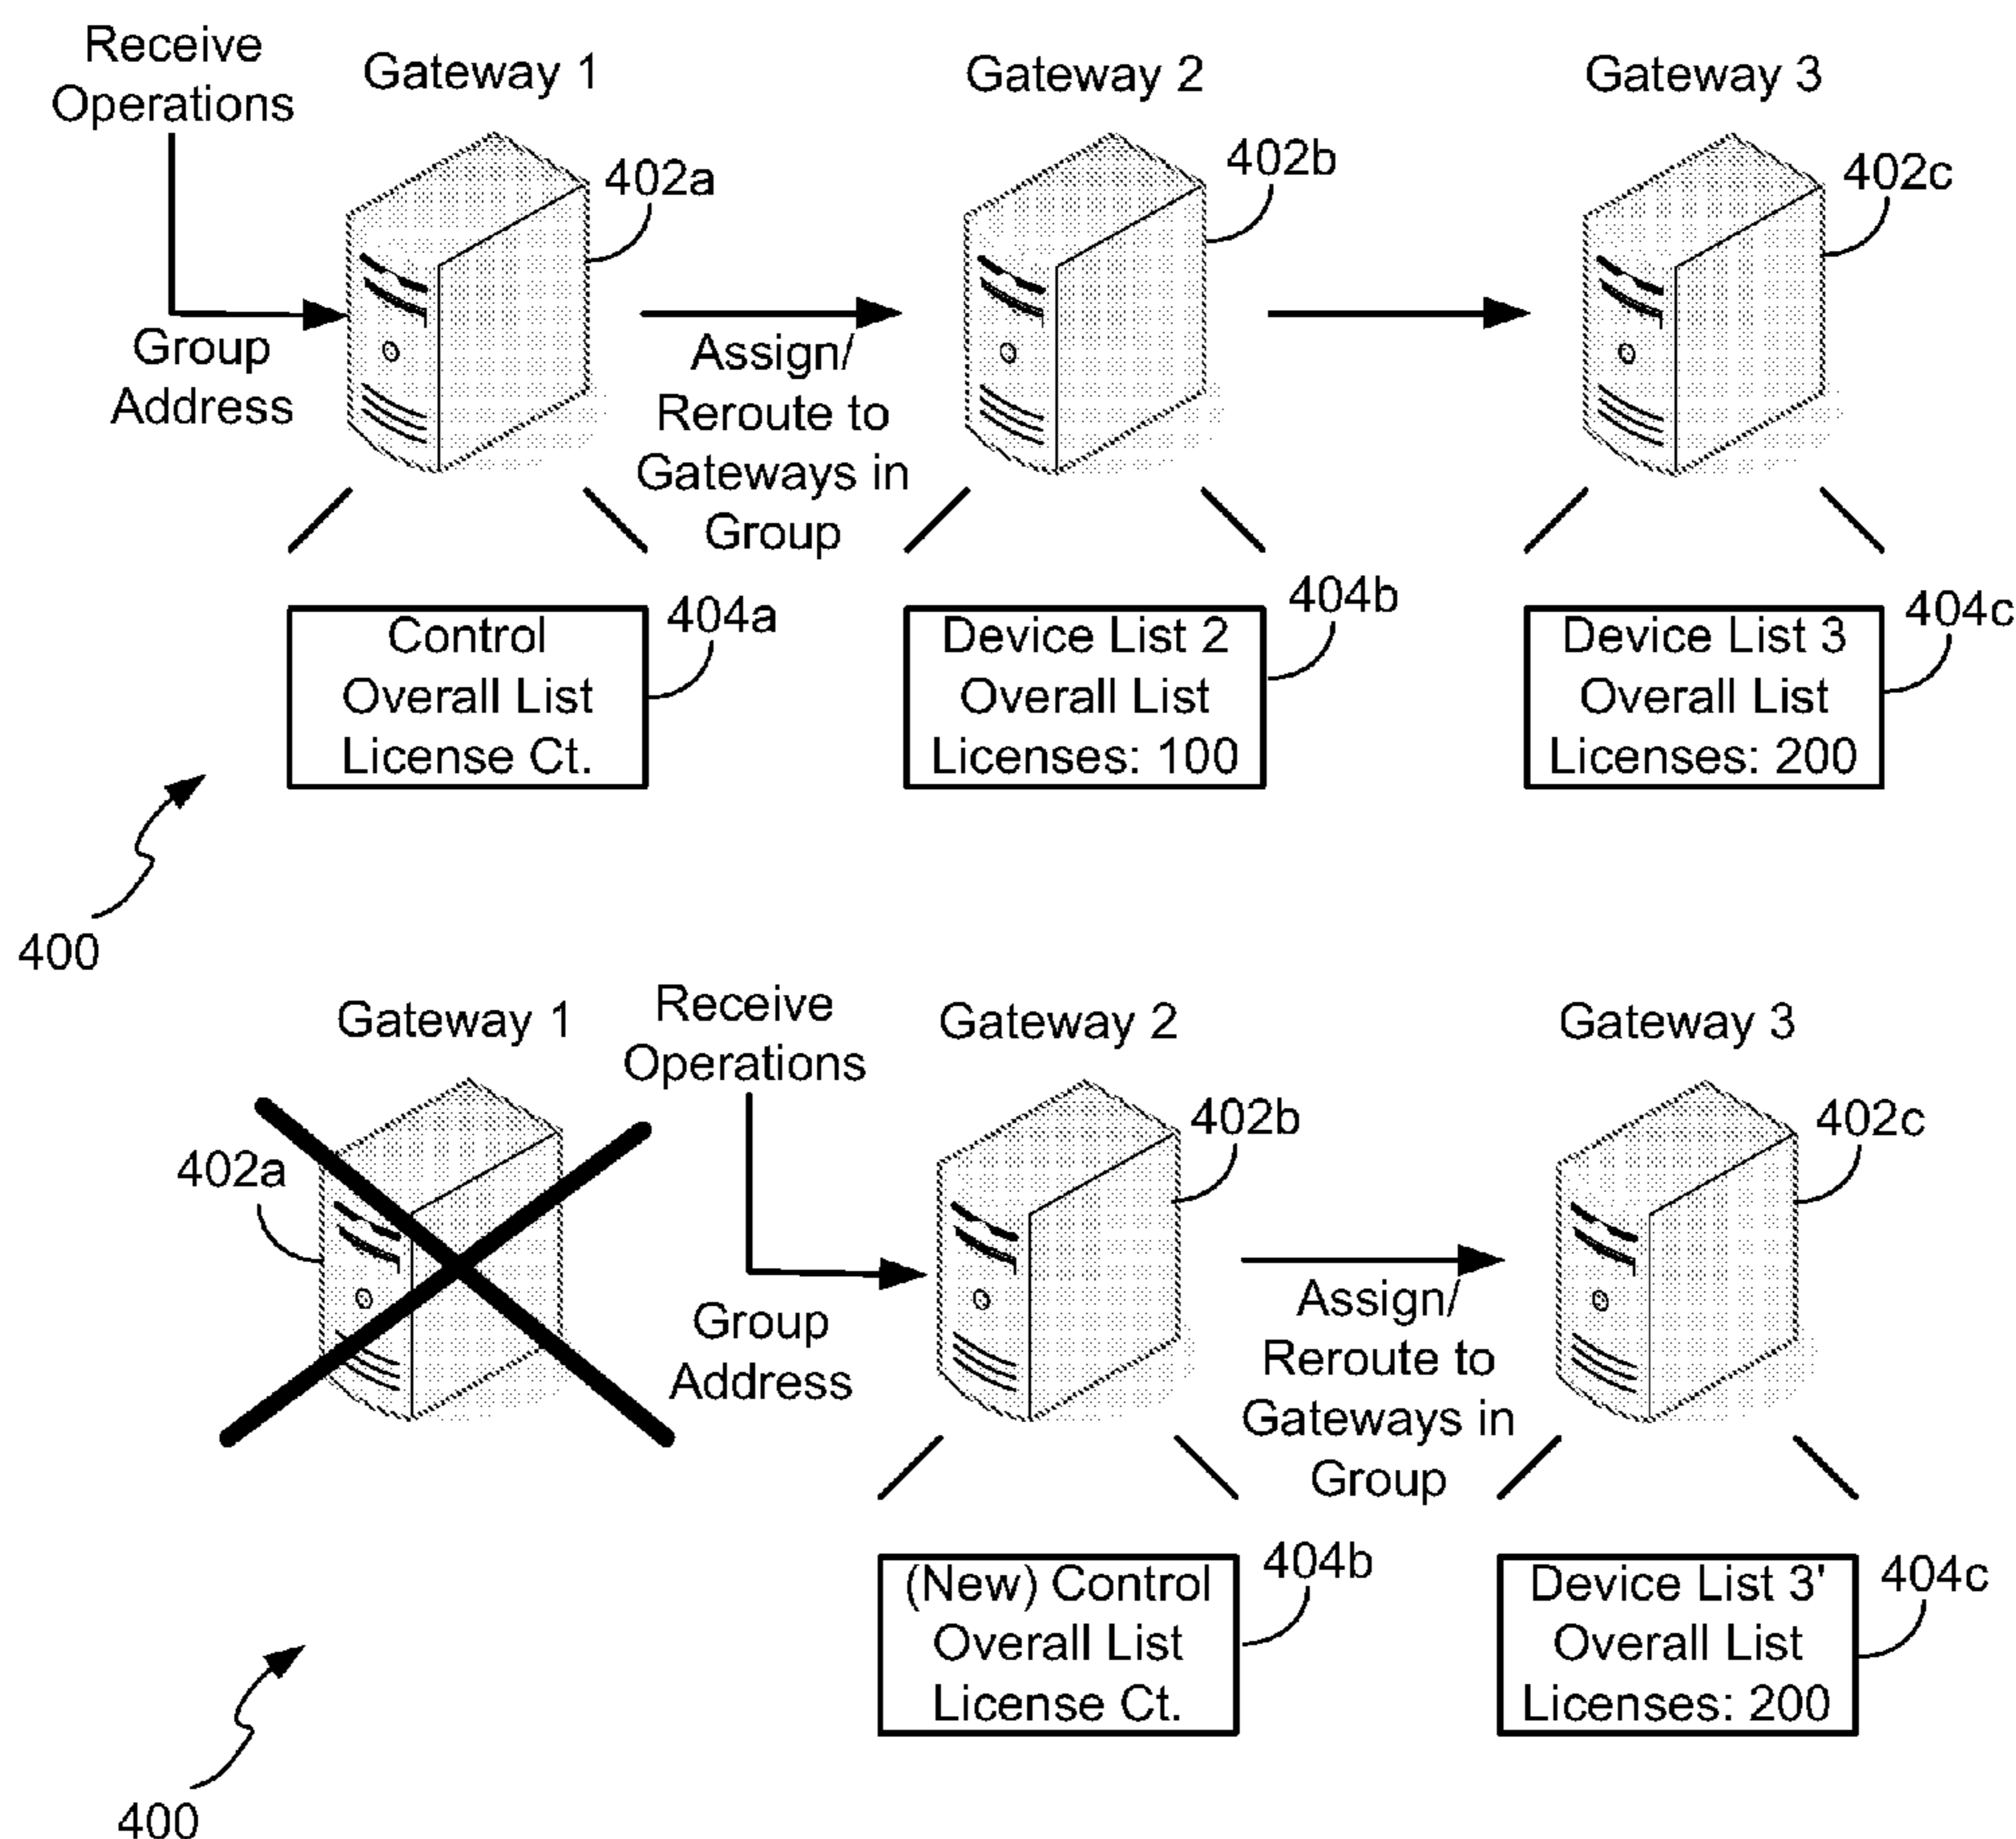 Receive
Operations
Gateway 1
Gateway 2
Gateway 3
402a
402b
402c
Group
Address
Assign/
Reroute to
Gateways in
Group
404a
404b
404c
Control
Overall List
License Ct.
Device List 2
Overall List
Licenses: 100
Device List 3
Overall List
Licenses: 200
400
Gateway 1
Receive
Operations
Gateway 2
Gateway 3
402a
402b
402c
Group
Address
Assign/
Reroute to
Gateways in
Group
404b
404c
(New) Control
Overall List
License Ct.
Device List 3'
Overall List
Licenses: 200
400